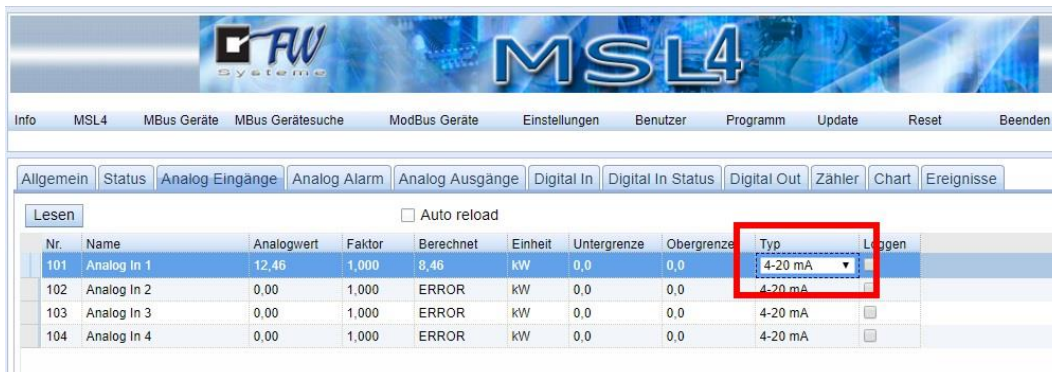 FW
Systeme
MSL4
Info MSL4 MBus Geräte MBus Gerätesuche ModBus Geräte Einstellungen Benutzer Programm Update Reset Beenden
Allgemein Status Analog Eingänge Analog Alarm Analog Ausgänge Digital In Digital In Status Digital Out Zähler Chart Ereignisse
Lesen Auto reload
Nr. Name Analogwert Faktor Berechnet Einheit Untergrenze Obergrenze Typ Loggen
101 Analog In 1 12,46 1,000 8,46 kW 0,0 0,0 4-20 mA
102 Analog In 2 0,00 1,000 ERROR kW 0,0 0,0 4-20 mA
103 Analog In 3 0,00 1,000 ERROR kW 0,0 0,0 4-20 mA
104 Analog In 4 0,00 1,000 ERROR kW 0,0 0,0 4-20 mA